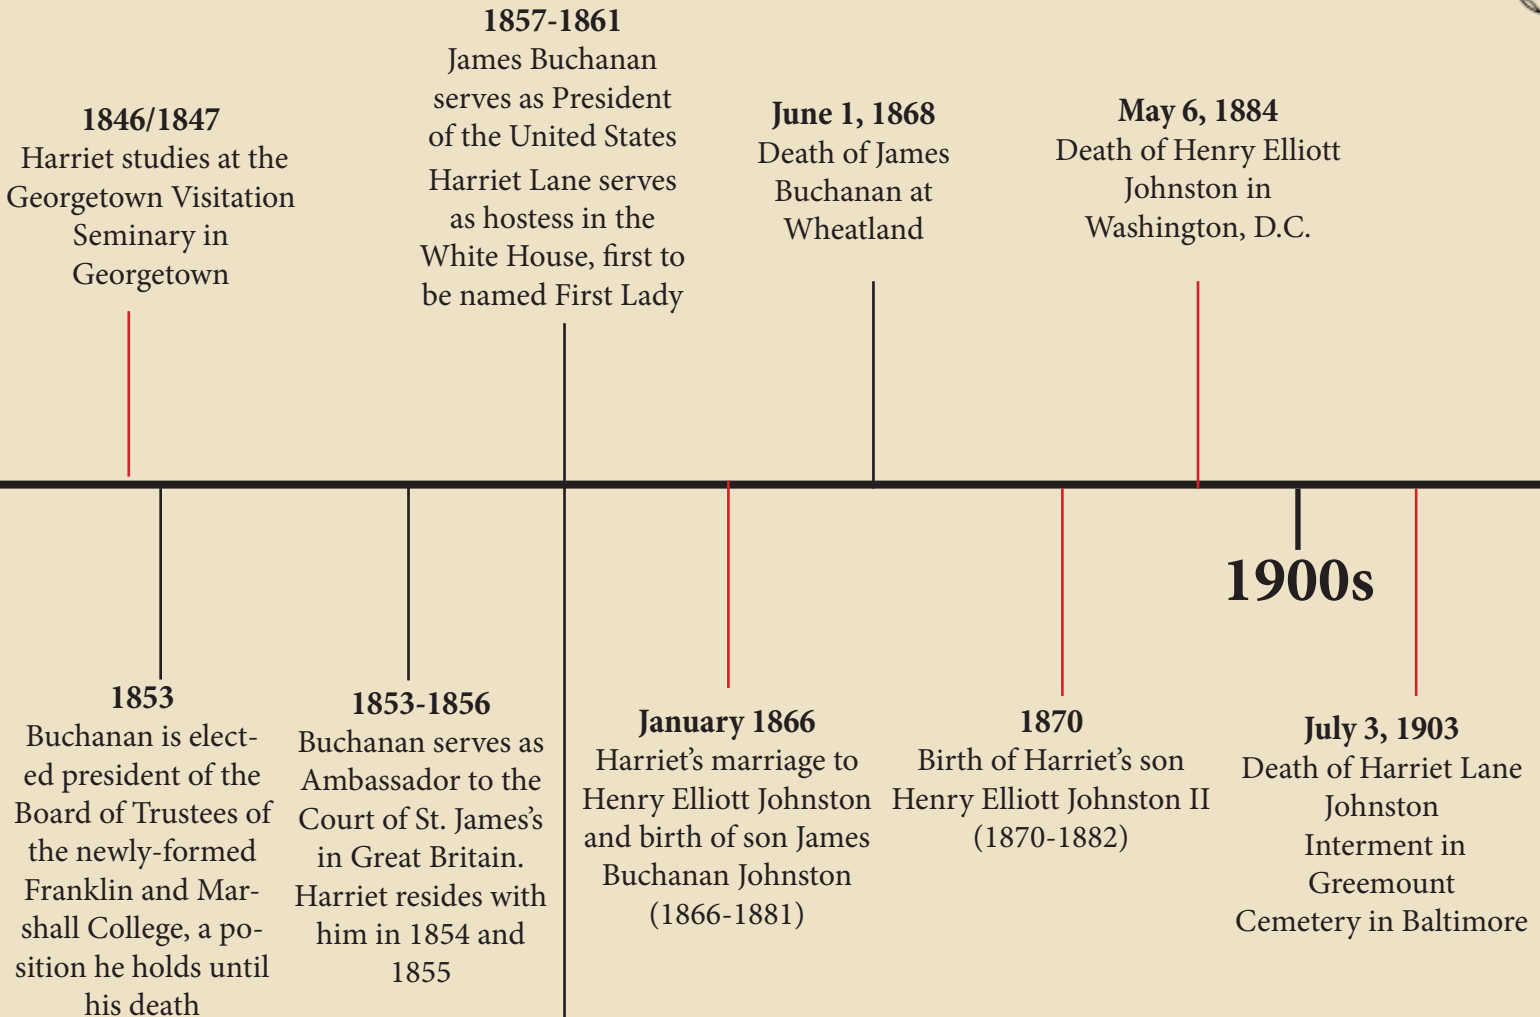 1846/1847
Harriet studies at the
Georgetown Visitation
Seminary in
Georgetown
1857-1861
James Buchanan
serves as President
of the United States
Harriet Lane serves
as hostess in the
White House, first to
be named First Lady
June 1, 1868
Death of James
Buchanan at
Wheatland
May 6, 1884
Death of Henry Elliott
Johnston in
Washington, D.C.
1900s
1853
Buchanan is elect-
ed president of the
Board of Trustees of
the newly-formed
Franklin and Mar-
shall College, a po-
sition he holds until
his death
1853-1856
Buchanan serves as
Ambassador to the
Court of St. James's
in Great Britain.
Harriet resides with
him in 1854 and
1855
January 1866
Harriet's marriage to
Henry Elliott Johnston
and birth of son James
Buchanan Johnston
(1866-1881)
1870
Birth of Harriet's son
Henry Elliott Johnston II
(1870-1882)
July 3, 1903
Death of Harriet Lane
Johnston
Interment in
Greemount
Cemetery in Baltimore